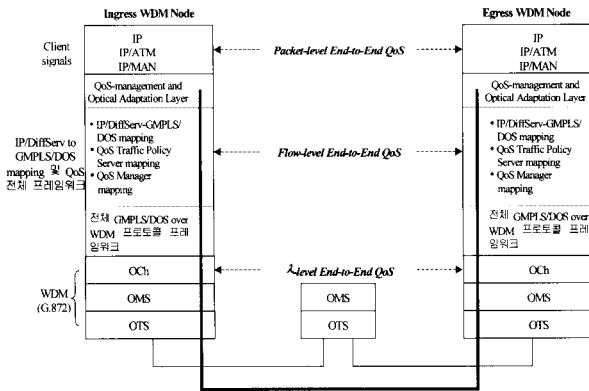 Ingress WDM Node
Egress WDM Node
Client
signals
IP
IP/ATM
IP/MAN
Packet-level End-to-End QoS
IP
IP/ATM
IP/MAN
QoS-management and
Optical Adaptation Layer
QoS-management and
Optical Adaptation Layer
IP/DiffServ to
GMPLS/DOS
mapping 및 QoS
전체 프레임워크
• IP/DiffServ-GMPLS/
DOS mapping
• QoS Traffic Policy
Server mapping
• QoS Manager
mapping
Flow-level End-to-End QoS
• IP/DiffServ-GMPLS/
DOS mapping
• QoS Traffic Policy
Server mapping
• QoS Manager
mapping
전체 GMPLS/DOS over
WDM 프로토콜 프레
임워크
전체 GMPLS/DOS over
WDM 프로토콜 프레
임워크
WDM
(G.872)
OCh
λ-level End-to-End QoS
OCh
OMS
OMS
OMS
OTS
OTS
OTS